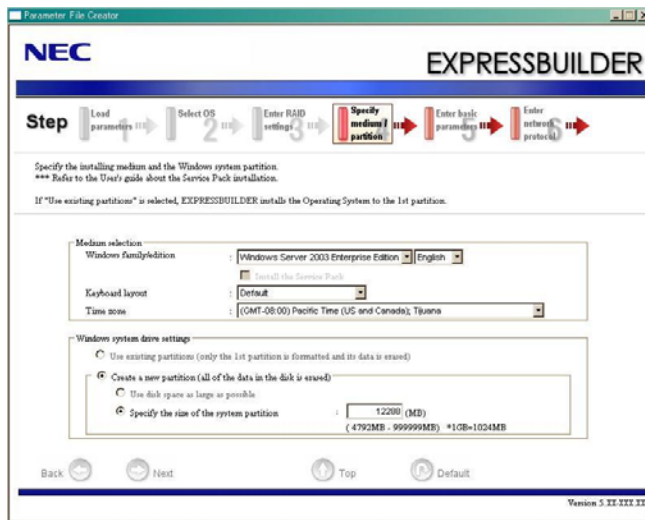 Parameter File Creator
NEC
EXPRESSBUILDER
Step
Load parameters 1
Select OS 2
Enter RAID settings 3
Specify medium / partition 4
Enter basic parameters 5
Enter network protocol 6
Specify the installing medium and the Windows system partition.
*** Refer to the User's guide about the Service Pack installation.
If "Use existing partitions" is selected, EXPRESSBUILDER installs the Operating System to the 1st partition.
Medium selection
Windows family/edition : Windows Server 2003 Enterprise Edition English
Install the Service Pack
Keyboard layout : Default
Time zone : (GMT-08:00) Pacific Time (US and Canada); Tijuana
Windows system drive settings
Use existing partitions (only the 1st partition is formatted and its data is erased)
Create a new partition (all of the data in the disk is erased)
Use disk space as large as possible
Specify the size of the system partition : 12288 (MB)
( 4792MB - 999999MB) *1GB=1024MB
Back Next Top Default
Version 5.XX-XXX.XX